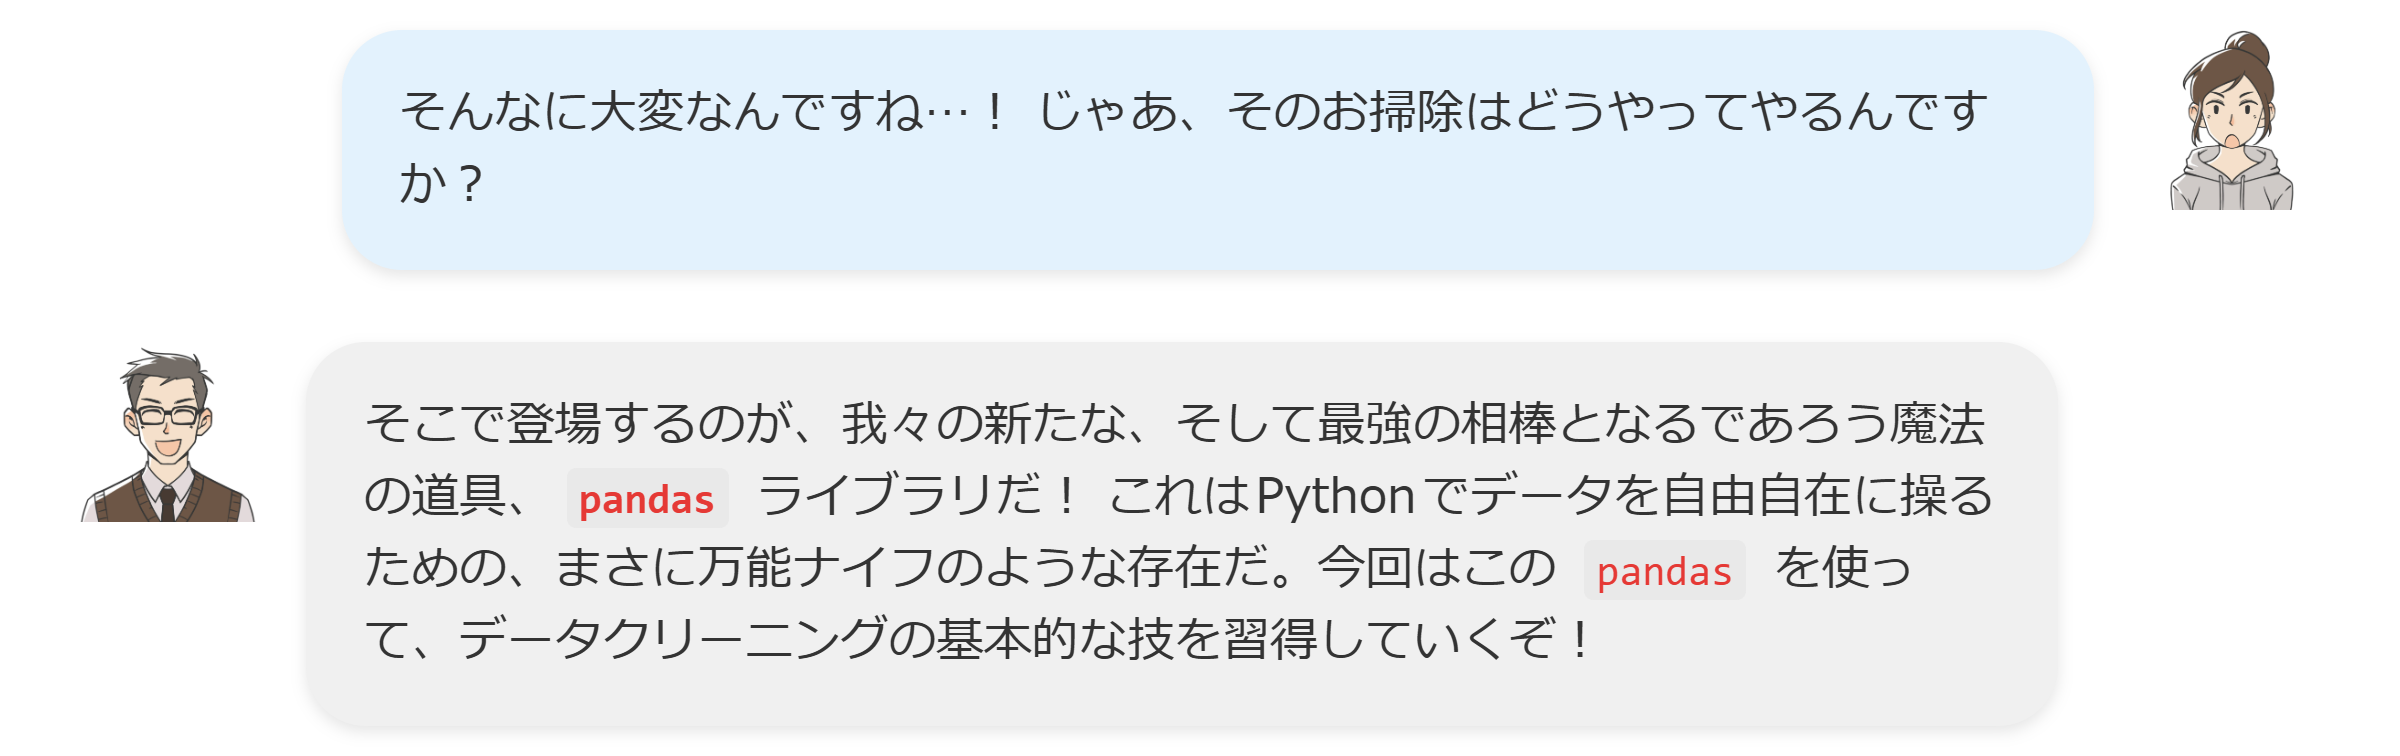 そんなに大変なんですね…！ じゃあ、そのお掃除はどうやってやるんです
か？
そこで登場するのが、我々の新たな、そして最強の相棒となるであろう魔法
の道具、 pandas ライブラリだ！ これはPythonでデータを自由自在に操る
ための、まさに万能ナイフのような存在だ。今回はこの pandas を使っ
て、データクリーニングの基本的な技を習得していくぞ！